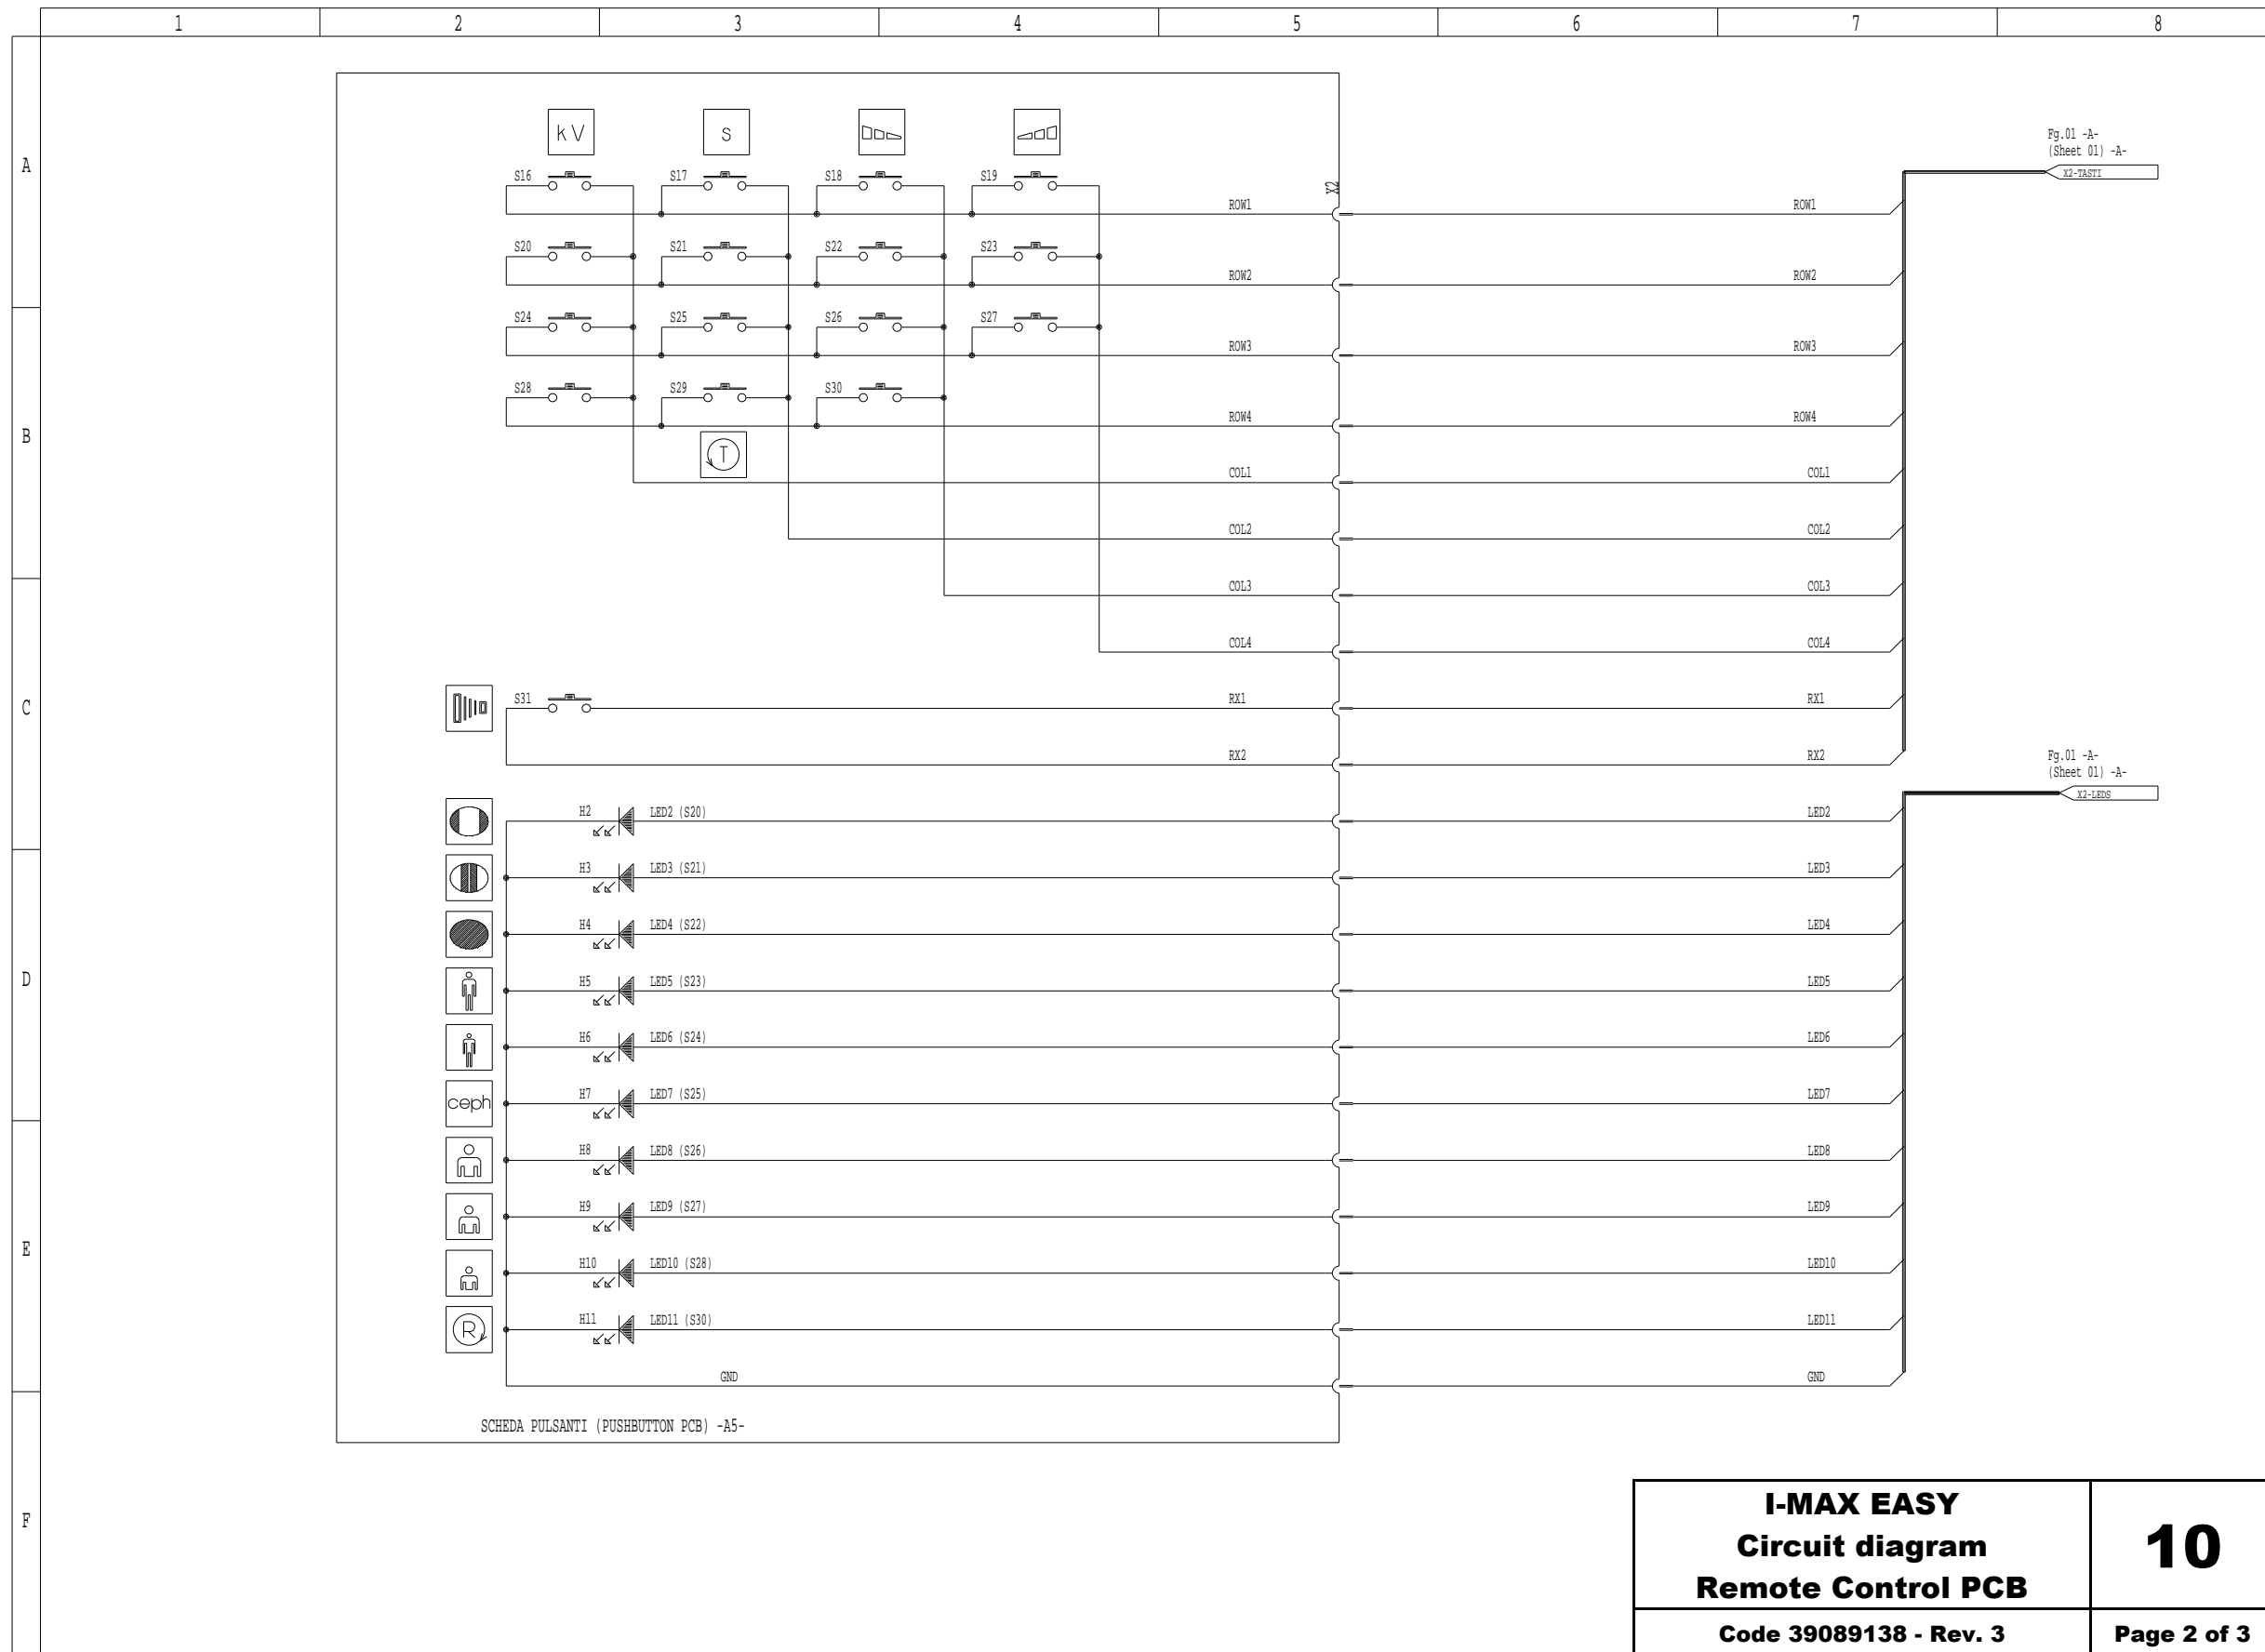 1 2 3 4 5 6 7 8
A
B
C
D
E
F
kV S
Fg.01 -A-
(Sheet 01) -A-
X2-TASTI
S16 S17 S18 S19
X2
ROW1 ROW1
S20 S21 S22 S23
ROW2 ROW2
S24 S25 S26 S27
ROW3 ROW3
S28 S29 S30
ROW4 ROW4
T
COL1 COL1
COL2 COL2
COL3 COL3
COL4 COL4
S31 RX1 RX1
RX2 RX2
Fg.01 -A-
(Sheet 01) -A-
X2-LEDS
H2 LED2 (S20) LED2
H3 LED3 (S21) LED3
H4 LED4 (S22) LED4
H5 LED5 (S23) LED5
H6 LED6 (S24) LED6
ceph H7 LED7 (S25) LED7
H8 LED8 (S26) LED8
H9 LED9 (S27) LED9
H10 LED10 (S28) LED10
R H11 LED11 (S30) LED11
GND GND
SCHEDA PULSANTI (PUSHBUTTON PCB) -A5-
I-MAX EASY
Circuit diagram
Remote Control PCB
10
Code 39089138 - Rev. 3
Page 2 of 3